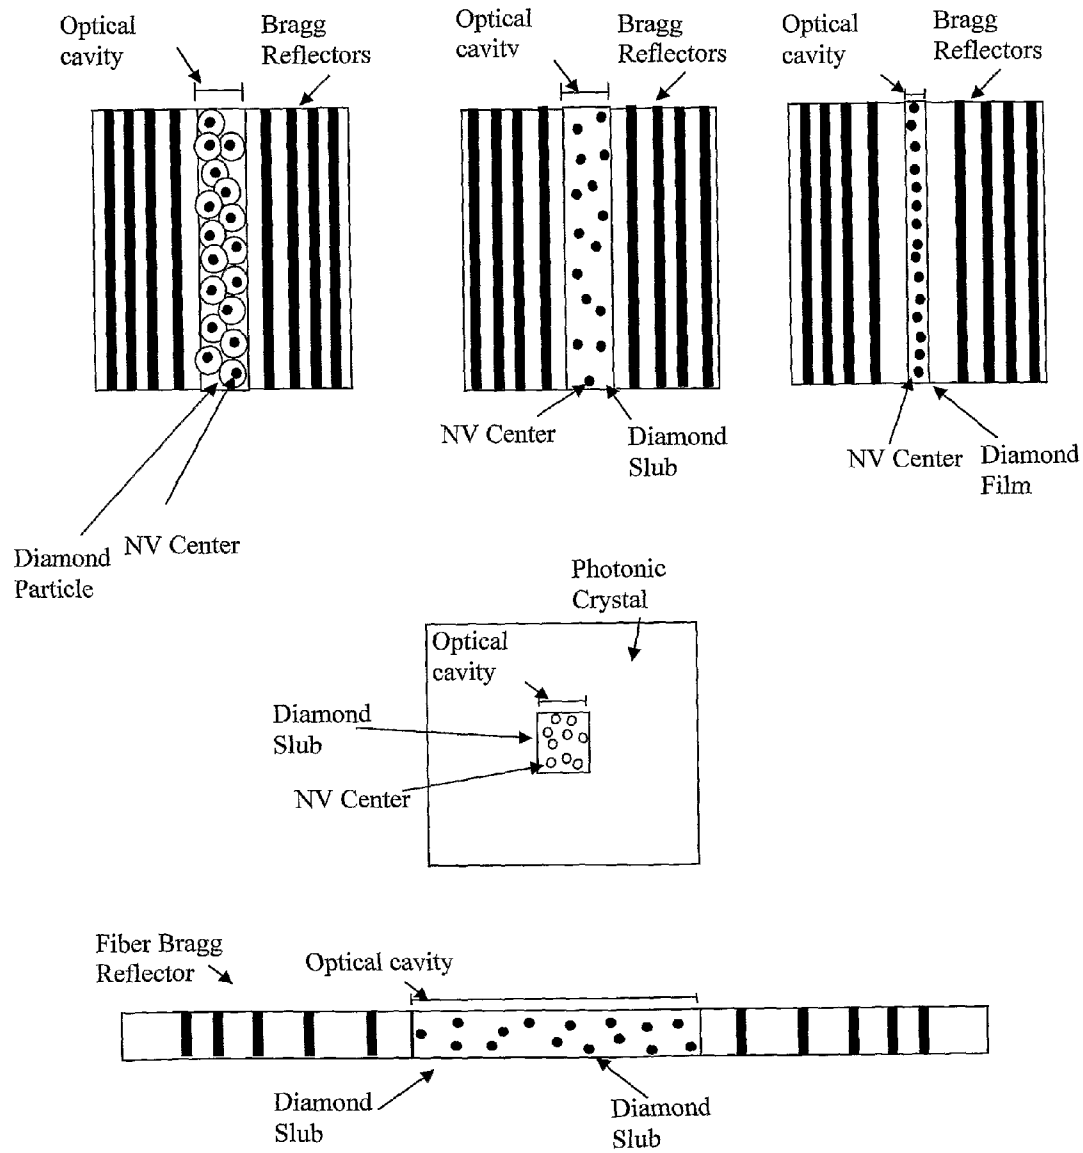 Optical
cavity
Bragg
Reflectors
Optical
cavity
Bragg
Reflectors
Optical
cavity
Bragg
Reflectors
NV Center
Diamond
Slub
NV Center
Diamond
Film
Diamond
Particle
NV Center
Photonic
Crystal
Optical
cavity
Diamond
Slub
NV Center
Fiber Bragg
Reflector
Optical cavity
Diamond
Slub
Diamond
Slub